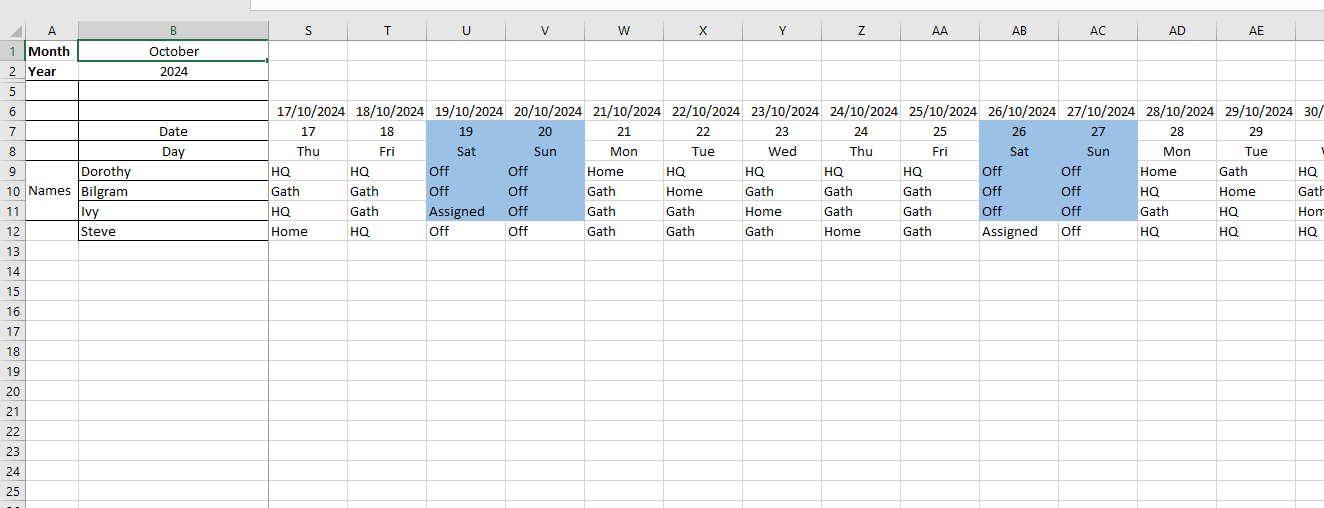 A B S T U V W X Y Z AA AB AC AD AE
1 Month October
2 Year 2024
5
6 17/10/2024 18/10/2024 19/10/2024 20/10/2024 21/10/2024 22/10/2024 23/10/2024 24/10/2024 25/10/2024 26/10/2024 27/10/2024 28/10/2024 29/10/2024 30/
7 Date 17 18 19 20 21 22 23 24 25 26 27 28 29
8 Day Thu Fri Sat Sun Mon Tue Wed Thu Fri Sat Sun Mon Tue
9 Dorothy HQ HQ Off Off Home HQ HQ HQ HQ Off Off Home Gath HQ
10 Names Bilgram Gath Gath Off Off Gath Home Gath Gath Gath Off Off HQ Home Gath
11 Ivy HQ Gath Assigned Off Gath Gath Home Gath Gath Off Off Gath HQ Hom
12 Steve Home HQ Off Off Gath Gath Gath Home Gath Assigned Off HQ HQ HQ
13
14
15
16
17
18
19
20
21
22
23
24
25